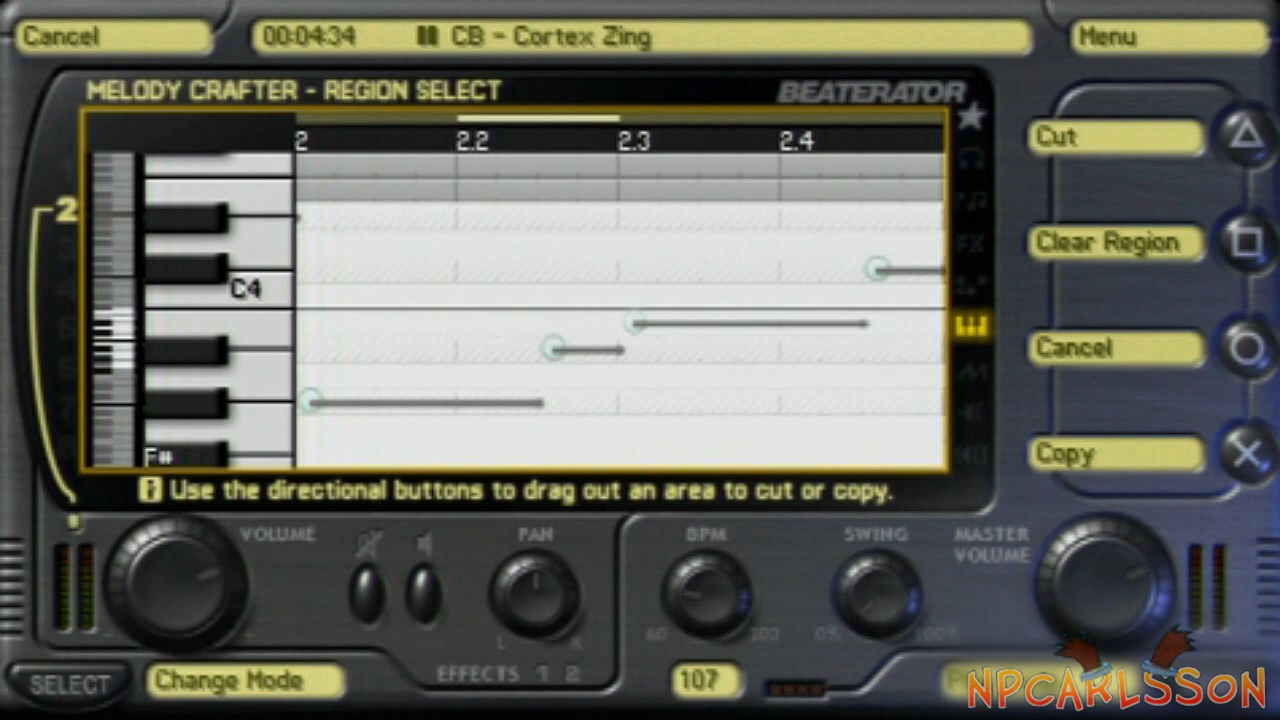 Cancel
00:04:34 CB - Cortex Zing
Menu
MELODY CRAFTER - REGION SELECT
BEATERATOR
2 2.2 2.3 2.4
Cut
2
FX
Clear Region
C4
Cancel
F#
Copy
Use the directional buttons to drag out an area to cut or copy.
1
VOLUME
PAN
BPM
SWING
MASTER
VOLUME
L R
60 200 0% 100%
EFFECTS 1 2
SELECT
Change Mode
107
NPCARLSSON